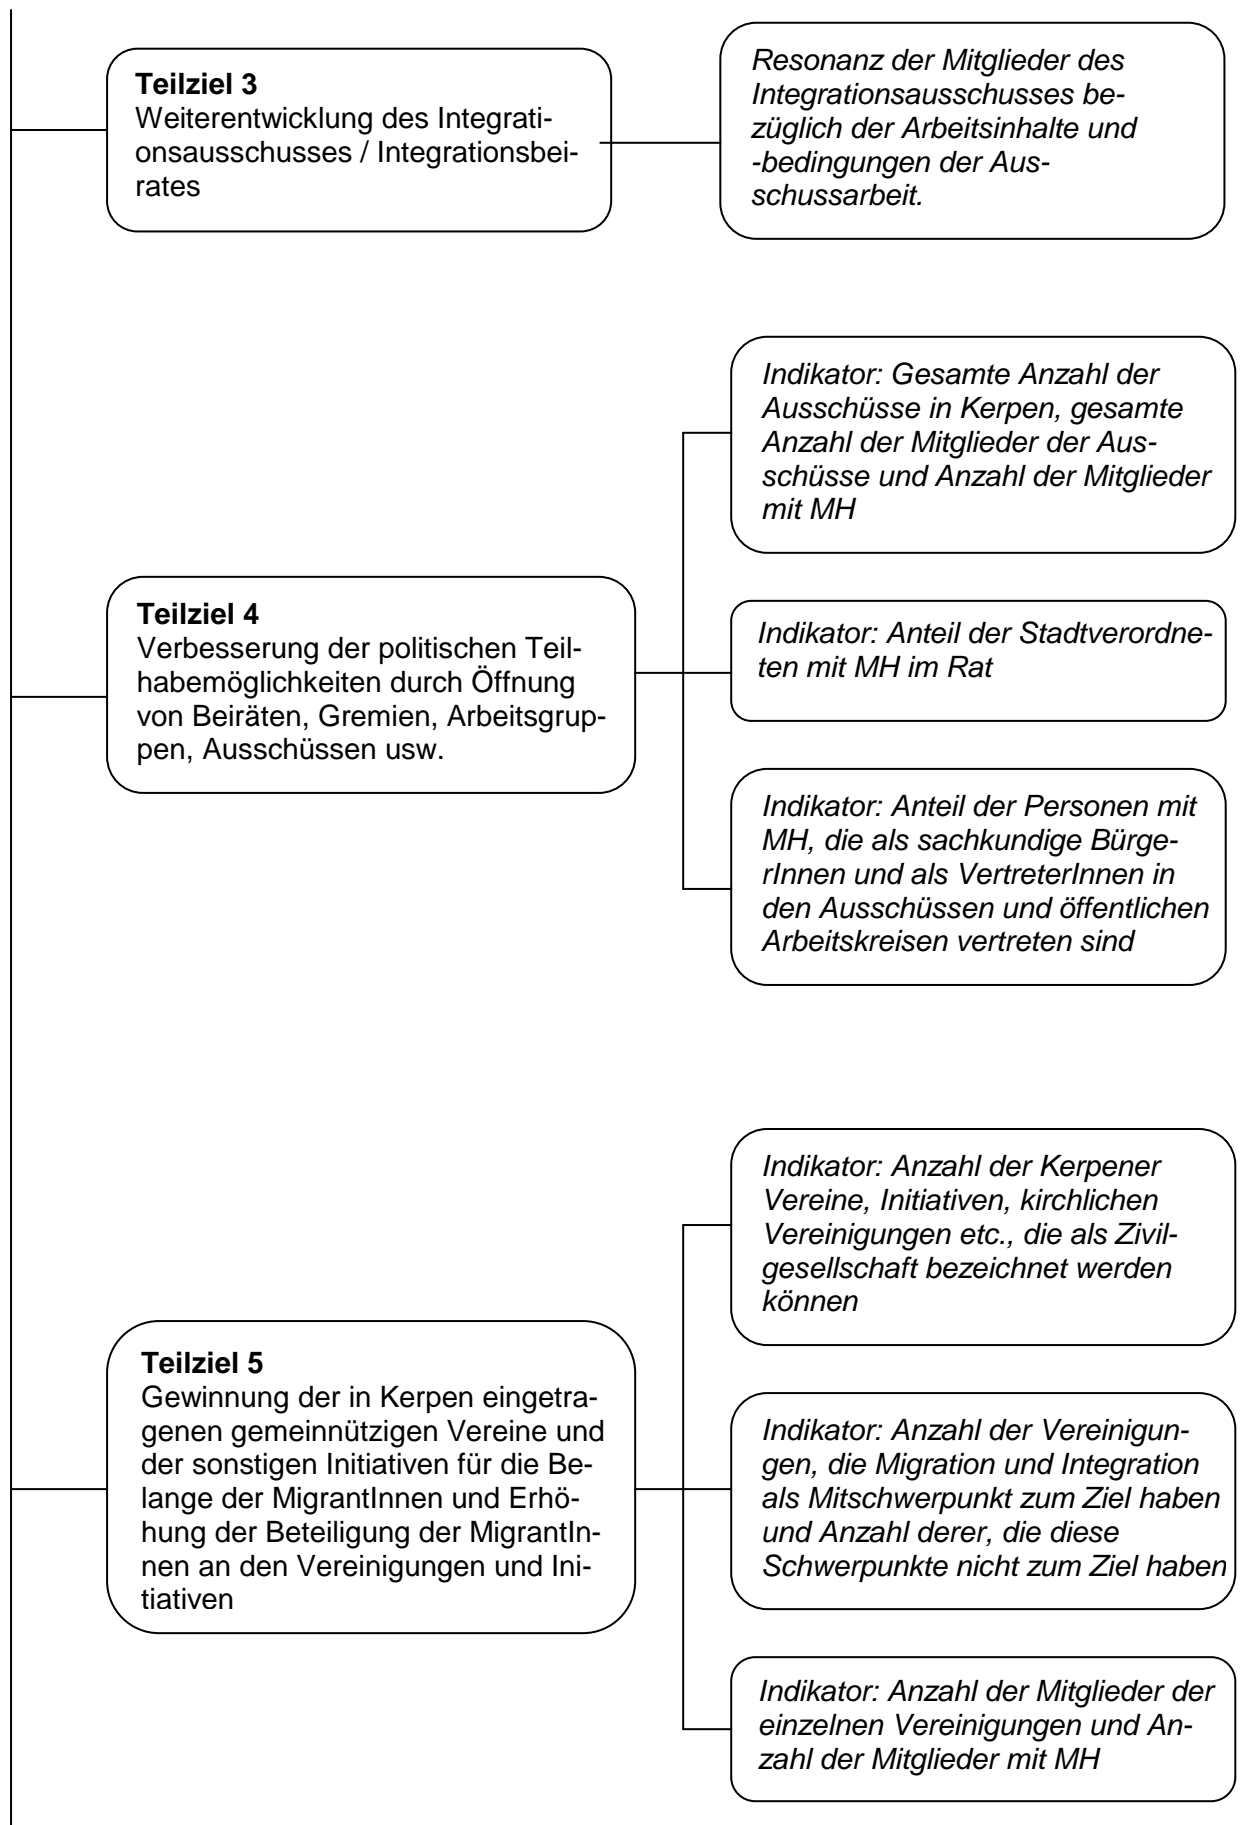 Teilziel 3
Weiterentwicklung des Integrati-
onsausschusses / Integrationsbei-
rates
Resonanz der Mitglieder des
Integrationsausschusses be-
züglich der Arbeitsinhalte und
-bedingungen der Aus-
schussarbeit.
Teilziel 4
Verbesserung der politischen Teil-
habemöglichkeiten durch Öffnung
von Beiräten, Gremien, Arbeitsgrup-
pen, Ausschüssen usw.
Indikator: Gesamte Anzahl der
Ausschüsse in Kerpen, gesamte
Anzahl der Mitglieder der Aus-
schüsse und Anzahl der Mitglieder
mit MH
Indikator: Anteil der Stadtverordne-
ten mit MH im Rat
Indikator: Anteil der Personen mit
MH, die als sachkundige Bürge-
rInnen und als VertreterInnen in
den Ausschüssen und öffentlichen
Arbeitskreisen vertreten sind
Teilziel 5
Gewinnung der in Kerpen eingetra-
genen gemeinnützigen Vereine und
der sonstigen Initiativen für die Be-
lange der MigrantInnen und Erhö-
hung der Beteiligung der MigrantIn-
nen an den Vereinigungen und Ini-
tiativen
Indikator: Anzahl der Kerpener
Vereine, Initiativen, kirchlichen
Vereinigungen etc., die als Zivil-
gesellschaft bezeichnet werden
können
Indikator: Anzahl der Vereinigun-
gen, die Migration und Integration
als Mitschwerpunkt zum Ziel haben
und Anzahl derer, die diese
Schwerpunkte nicht zum Ziel haben
Indikator: Anzahl der Mitglieder der
einzelnen Vereinigungen und An-
zahl der Mitglieder mit MH